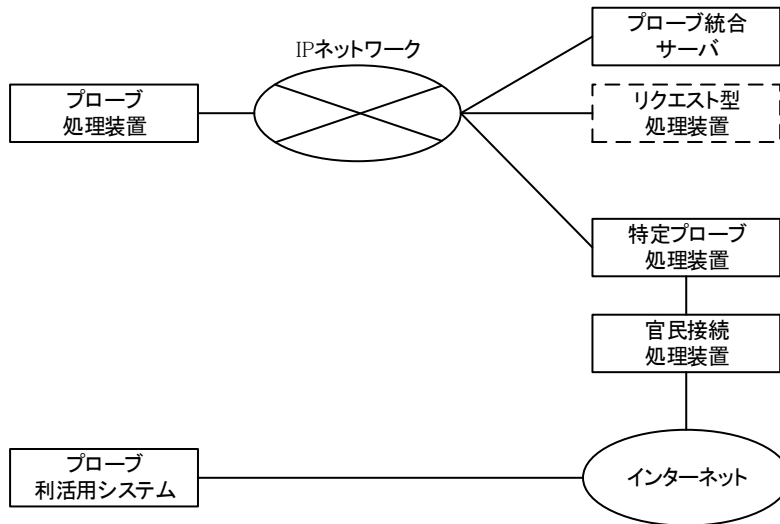 IPネットワーク
プローブ統合
サーバ
プローブ
処理装置
リクエスト型
処理装置
特定プローブ
処理装置
官民接続
処理装置
プローブ
利活用システム
インターネット